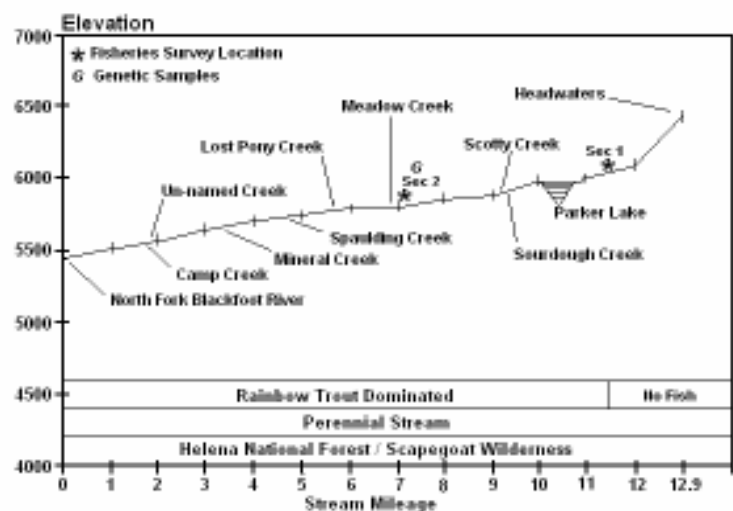 Elevation
7000
* Fisheries Survey Location
G Genetic Samples
Headwaters
6500
Meadow Creek
Lost Pony Creek
Scotty Creek
Sec 1
G
Sec 2
6000
Un-named Creek
Parker Lake
Spaulding Creek
Sourdough Creek
Mineral Creek
Camp Creek
5500
North Fork Blackfoot River
5000
4500
Rainbow Trout Dominated
No Fish
Perennial Stream
Helena National Forest / Scapegoat Wilderness
4000
0 1 2 3 4 5 6 7 8 9 10 11 12 12.9
Stream Mileage